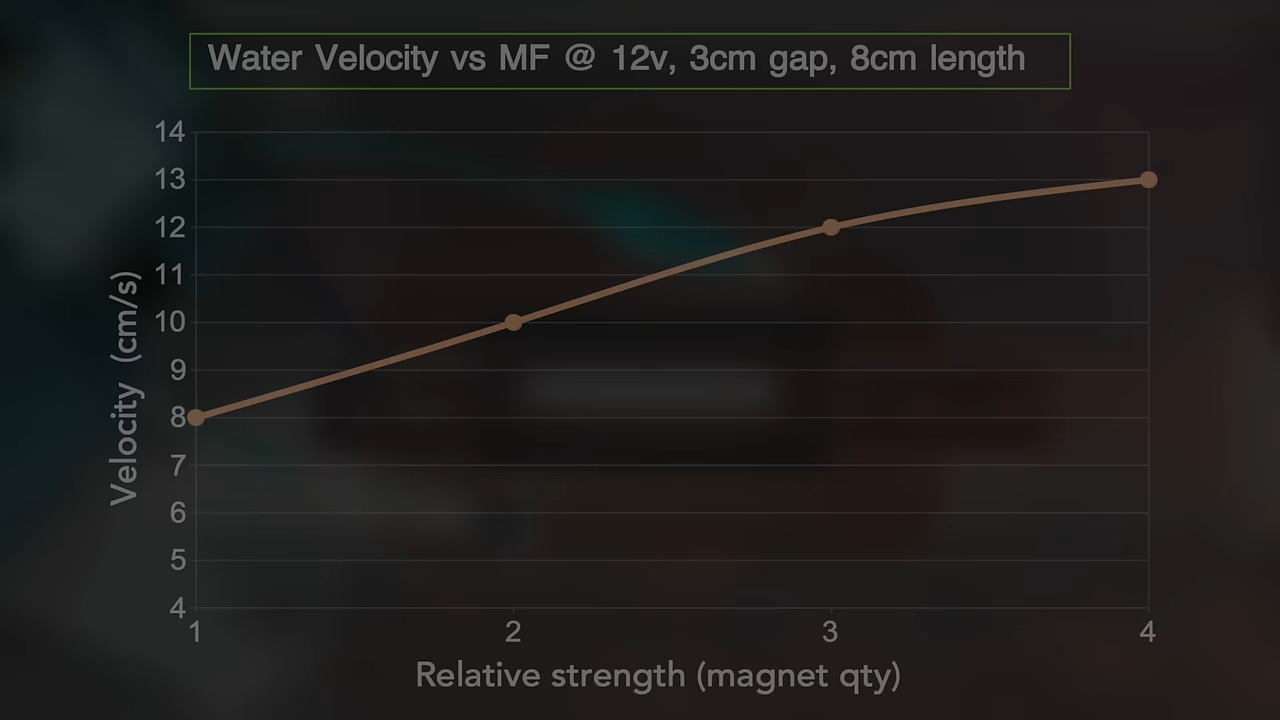 Water Velocity vs MF @ 12v, 3cm gap, 8cm length
14
13
12
11
10
9
8
7
6
5
4
Velocity (cm/s)
1 2 3 4
Relative strength (magnet qty)